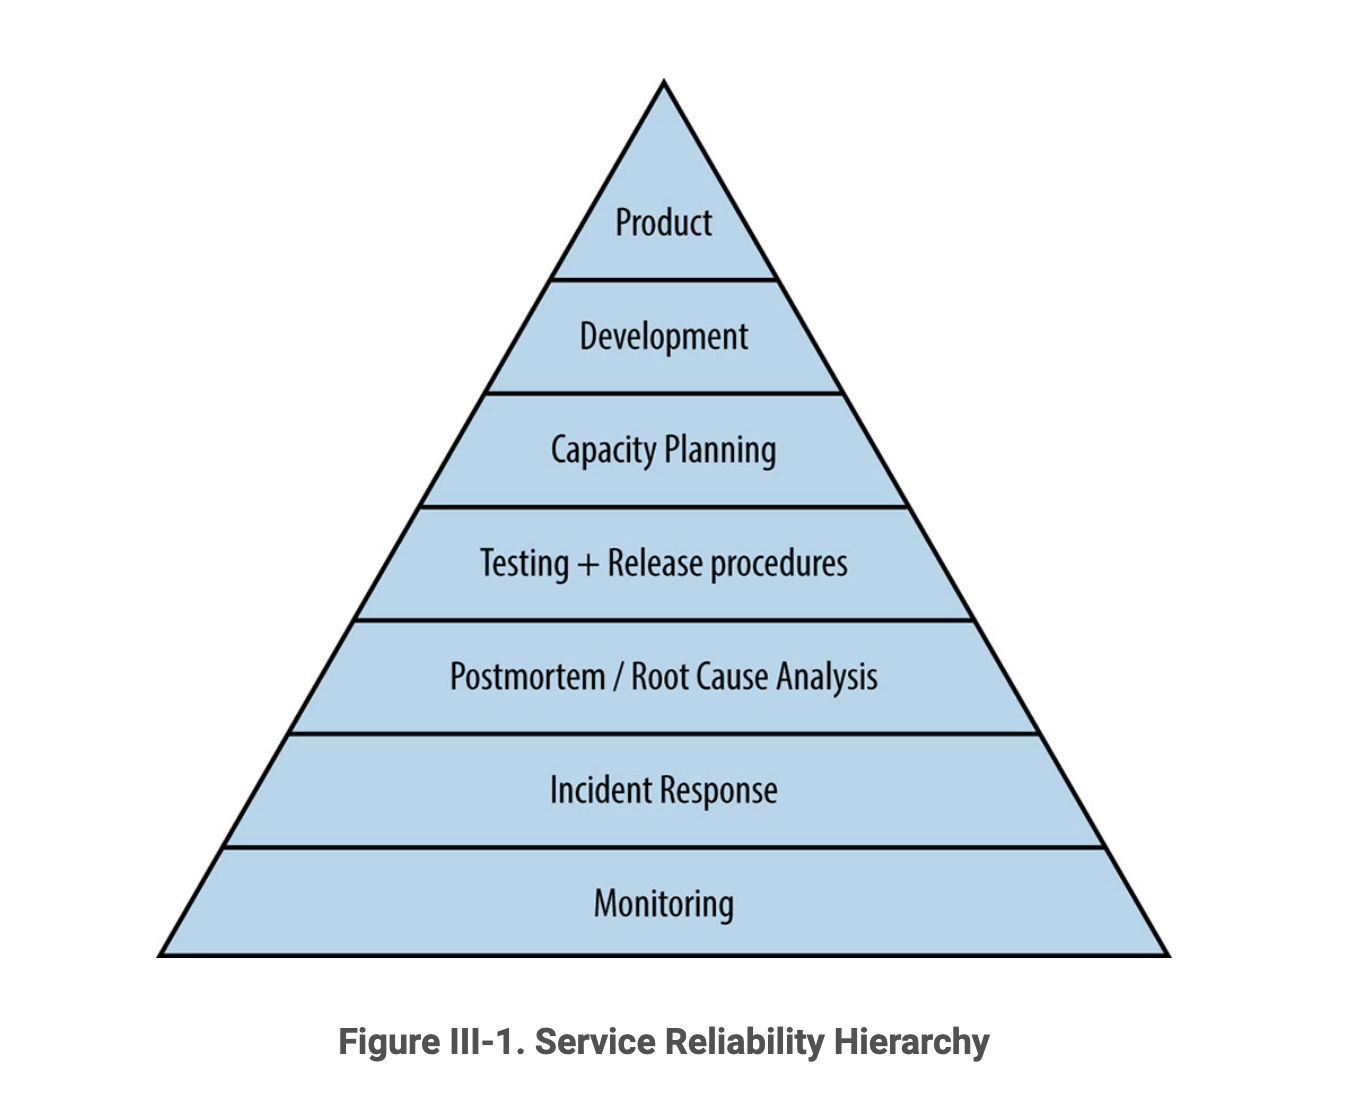 Product
Development
Capacity Planning
Testing + Release procedures
Postmortem / Root Cause Analysis
Incident Response
Monitoring
Figure III-1. Service Reliability Hierarchy